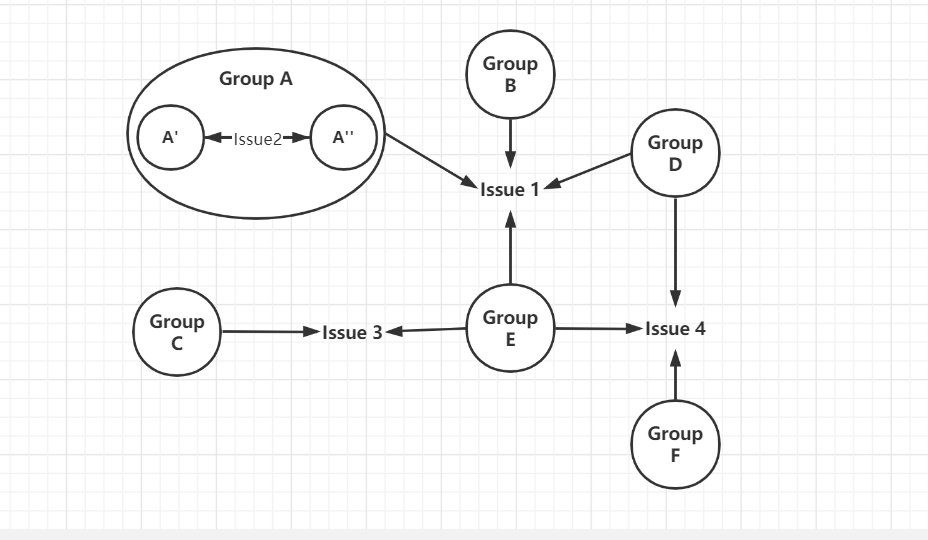 Group A
A'
Issue2
A''
Group
B
Group
D
Issue 1
Group
C
Issue 3
Group
E
Issue 4
Group
F